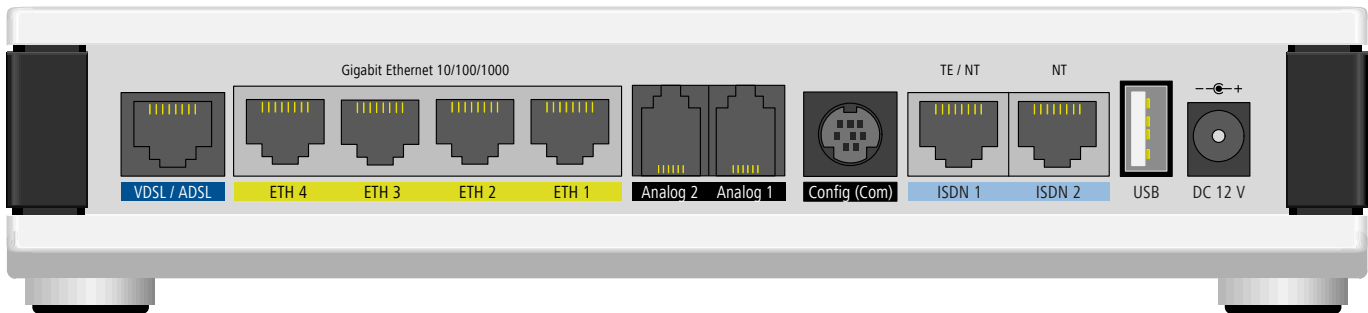 Gigabit Ethernet 10/100/1000
TE / NT
NT
VDSL / ADSL
ETH 4
ETH 3
ETH 2
ETH 1
Analog 2
Analog 1
Config (Com)
ISDN 1
ISDN 2
USB
DC 12 V